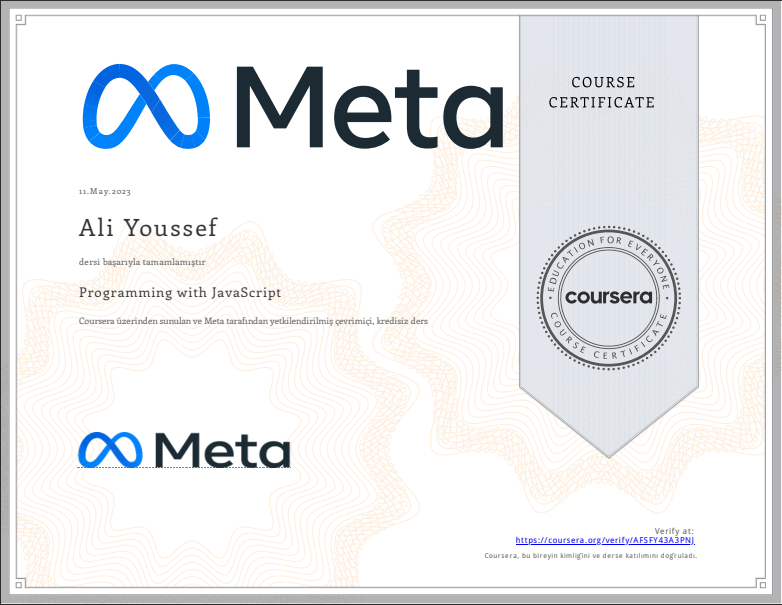 Meta
COURSE
CERTIFICATE
11.May.2023
Ali Youssef
dersi başarıyla tamamlamıştır
Programming with JavaScript
Coursera üzerinden sunulan ve Meta tarafından yetkilendirilmiş çevrimiçi, kredisiz ders
EDUCATION FOR EVERYONE
coursera
COURSE CERTIFICATE
Meta
Verify at:
https://coursera.org/verify/AFSFY43A3PNJ
Coursera, bu bireyin kimliğini ve derse katılımını doğruladı.